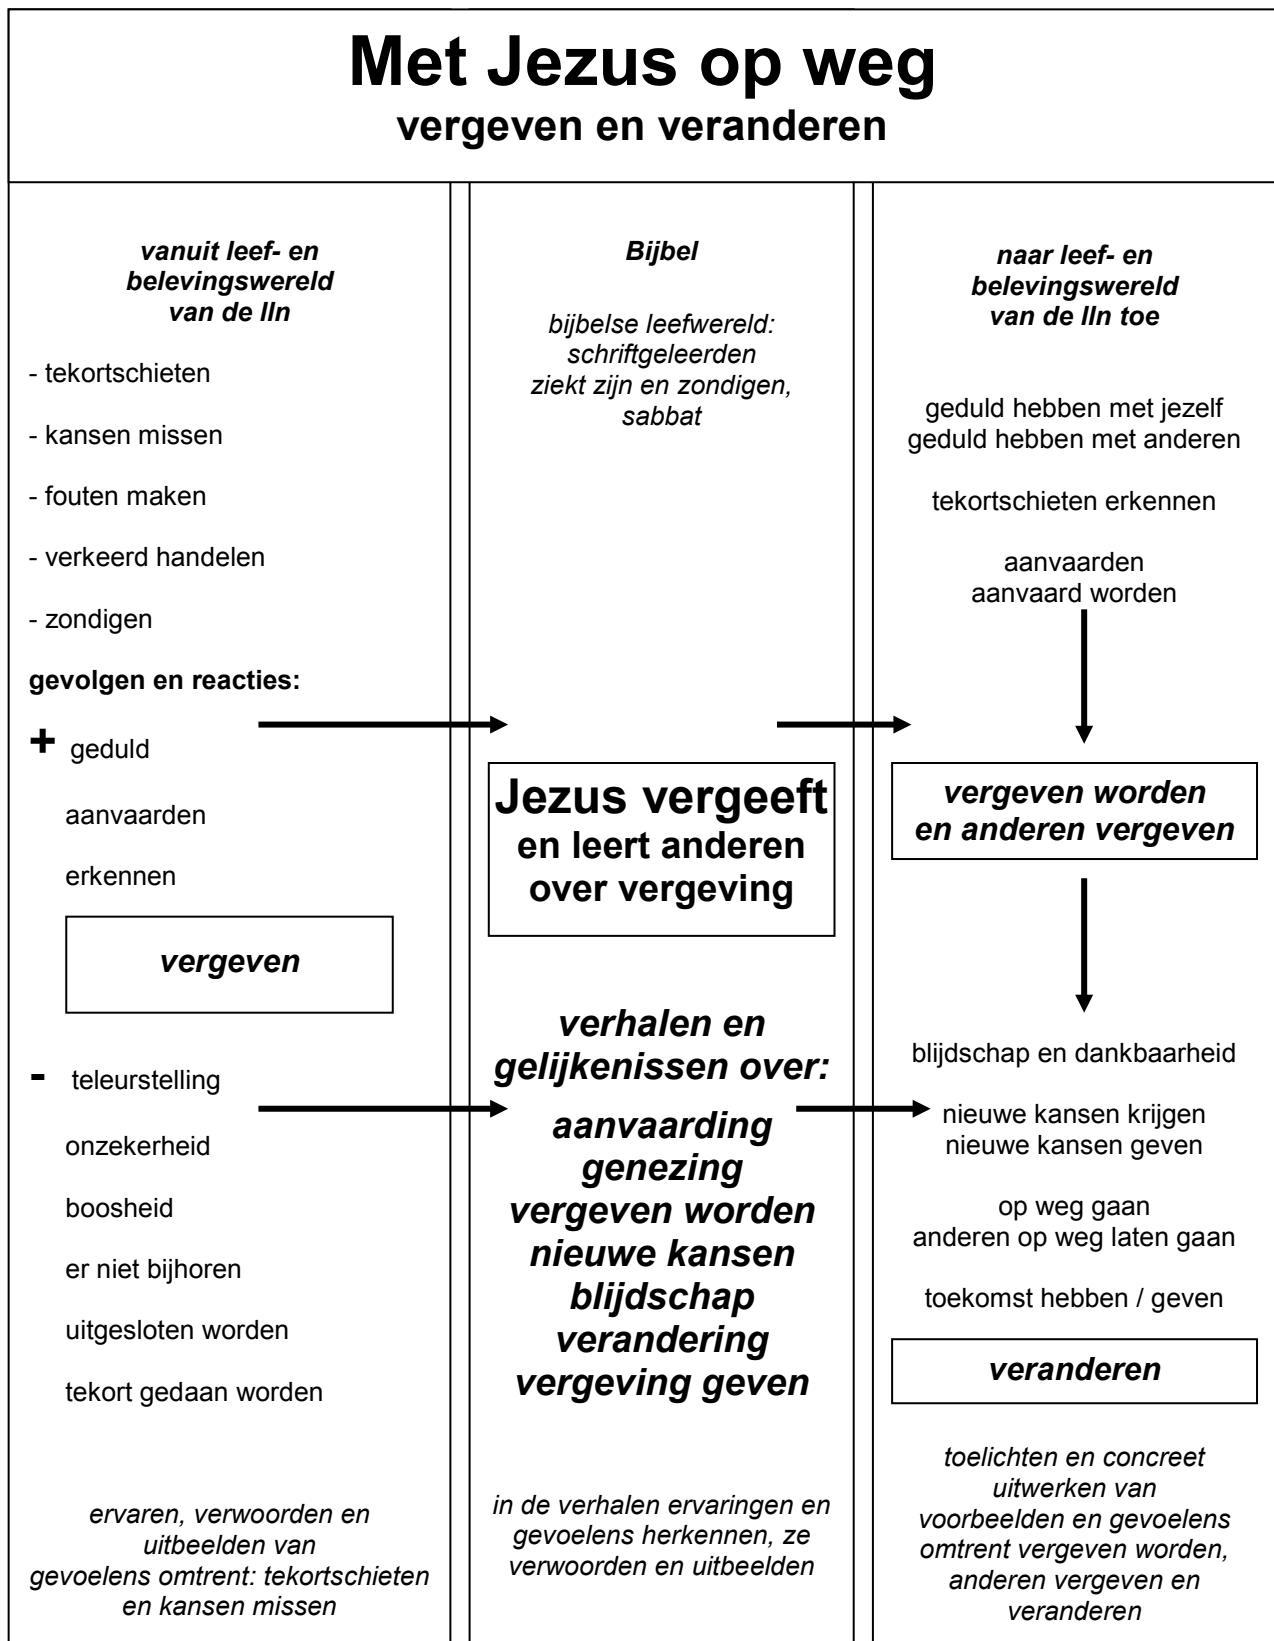 Met Jezus op weg
vergeven en veranderen
vanuit leef- en
belevingswereld
van de lln
- tekortschieten
- kansen missen
- fouten maken
- verkeerd handelen
- zondigen
gevolgen en reacties:
+ geduld
aanvaarden
erkennen
vergeven
- teleurstelling
onzekerheid
boosheid
er niet bijhoren
uitgesloten worden
tekort gedaan worden
ervaren, verwoorden en
uitbeelden van
gevoelens omtrent: tekortschieten
en kansen missen
Bijbel
bijbelse leefwereld:
schriftgeleerden
ziekt zijn en zondigen,
sabbat
Jezus vergeeft
en leert anderen
over vergeving
verhalen en
gelijkenissen over:
aanvaarding
genezing
vergeven worden
nieuwe kansen
blijdschap
verandering
vergeving geven
in de verhalen ervaringen en
gevoelens herkennen, ze
verwoorden en uitbeelden
naar leef- en
belevingswereld
van de lln toe
geduld hebben met jezelf
geduld hebben met anderen
tekortschieten erkennen
aanvaarden
aanvaard worden
vergeven worden
en anderen vergeven
blijdschap en dankbaarheid
nieuwe kansen krijgen
nieuwe kansen geven
op weg gaan
anderen op weg laten gaan
toekomst hebben / geven
veranderen
toelichten en concreet
uitwerken van
voorbeelden en gevoelens
omtrent vergeven worden,
anderen vergeven en
veranderen